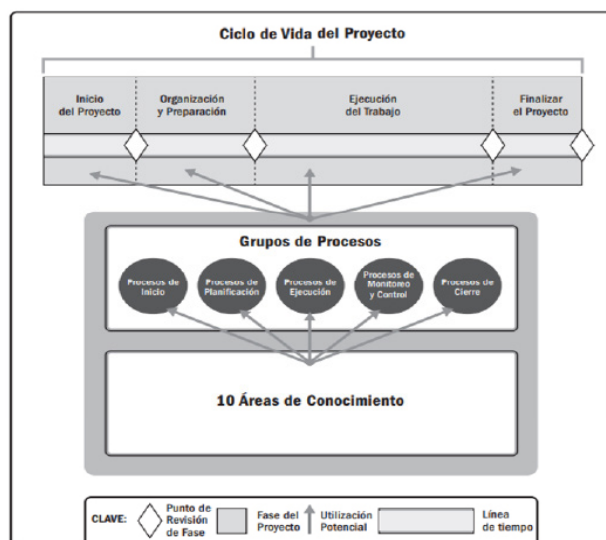 Ciclo de Vida del Proyecto
Inicio
del Proyecto
Organización
y Preparación
Ejecución
del Trabajo
Finalizar
el Proyecto
Grupos de Procesos
Procesos de
Inicio
Procesos de
Planificación
Procesos de
Ejecución
Procesos de
Monitoreo
y Control
Procesos de
Cierre
10 Áreas de Conocimiento
CLAVE:
Punto de
Revisión
de Fase
Fase del
Proyecto
Utilización
Potencial
Línea
de tiempo